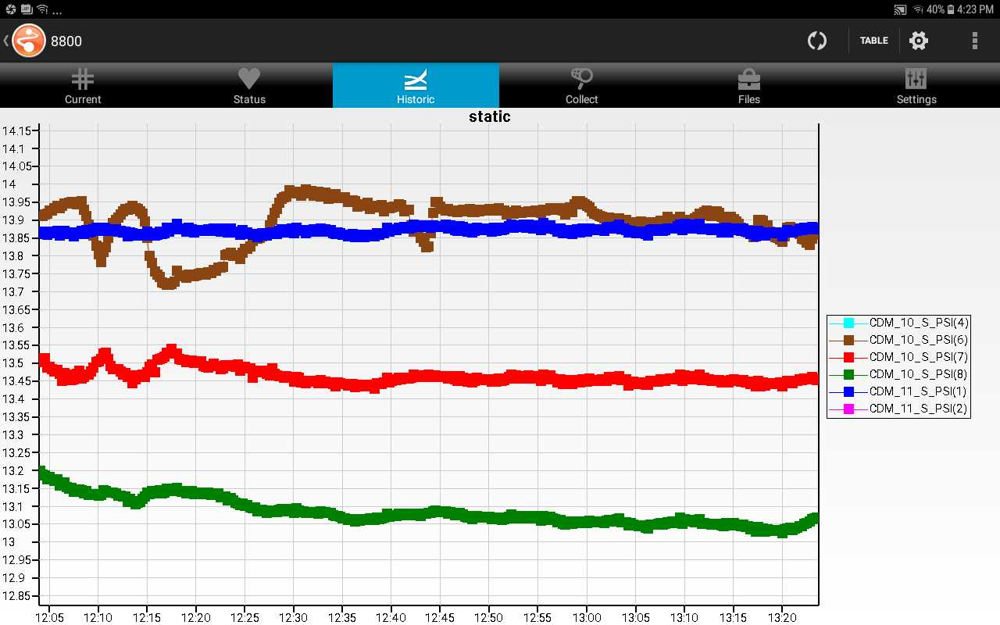 ... 40% 4:23 PM
8800 TABLE
Current Status Historic Collect Files Settings
static
14.15
14.1
14.05
14
13.95
13.9
13.85
13.8
13.75
13.7
13.65
13.6
13.55
13.5
13.45
13.4
13.35
13.3
13.25
13.2
13.15
13.1
13.05
13
12.95
12.9
12.85
12:05 12:10 12:15 12:20 12:25 12:30 12:35 12:40 12:45 12:50 12:55 13:00 13:05 13:10 13:15 13:20
CDM_10_S_PSI(4)
CDM_10_S_PSI(6)
CDM_10_S_PSI(7)
CDM_10_S_PSI(8)
CDM_11_S_PSI(1)
CDM_11_S_PSI(2)